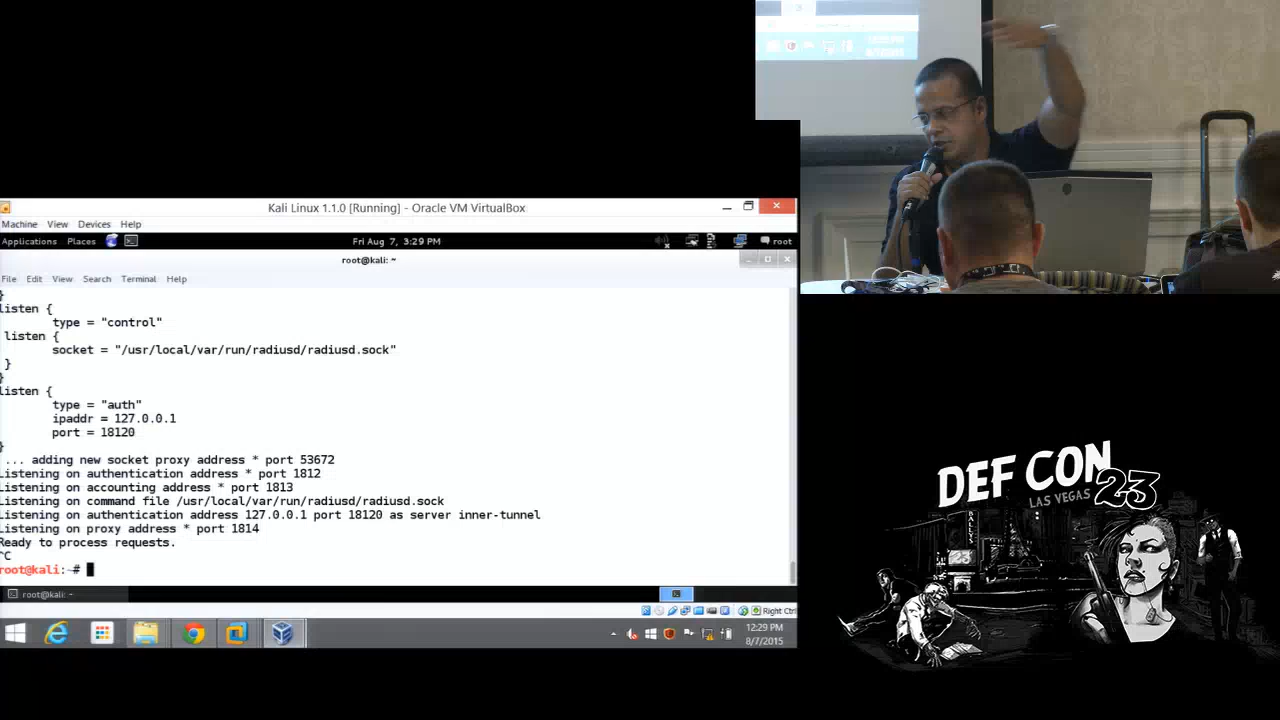 Kali Linux 1.1.0 [Running] - Oracle VM VirtualBox
Machine View Devices Help
Applications Places Fri Aug 7, 3:29 PM root
root@kali: ~
File Edit View Search Terminal Help
}
listen {
type = "control"
listen {
socket = "/usr/local/var/run/radiusd/radiusd.sock"
}
}
listen {
type = "auth"
ipaddr = 127.0.0.1
port = 18120
}
... adding new socket proxy address * port 53672
Listening on authentication address * port 1812
Listening on accounting address * port 1813
Listening on command file /usr/local/var/run/radiusd/radiusd.sock
Listening on authentication address 127.0.0.1 port 18120 as server inner-tunnel
Listening on proxy address * port 1814
Ready to process requests.
^C
root@kali:~#
root@kali: ~
Right Ctrl
12:29 PM
8/7/2015
DEF CON
LAS VEGAS 23
BALLYS
23